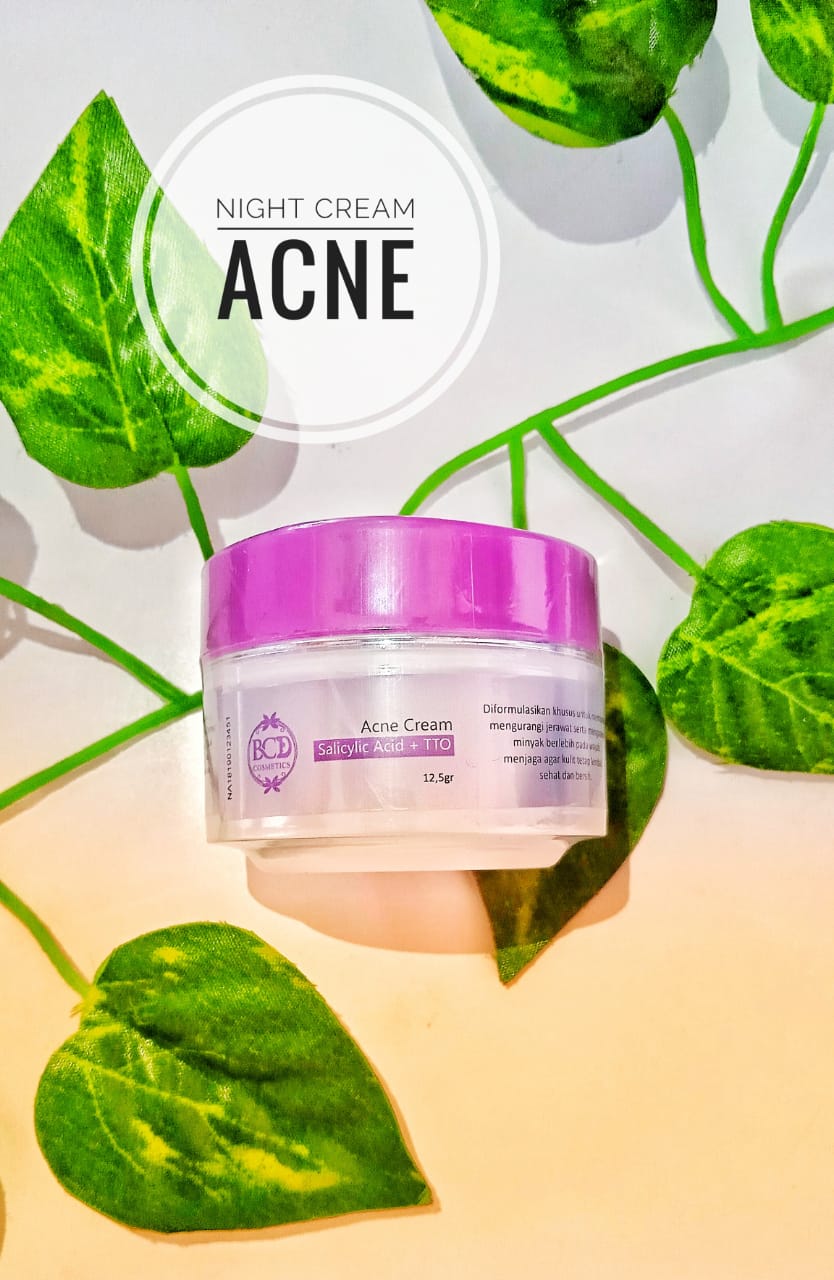 NIGHT CREAM
ACNE
NA18190123451
BCD
COSMETICS
Acne Cream
Salicylic Acid + TTO
12,5gr
Diformulasikan khusus untuk
mengurangi jerawat serta
minyak berlebih pada wajah
menjaga agar kulit tetap
sehat dan bersih.